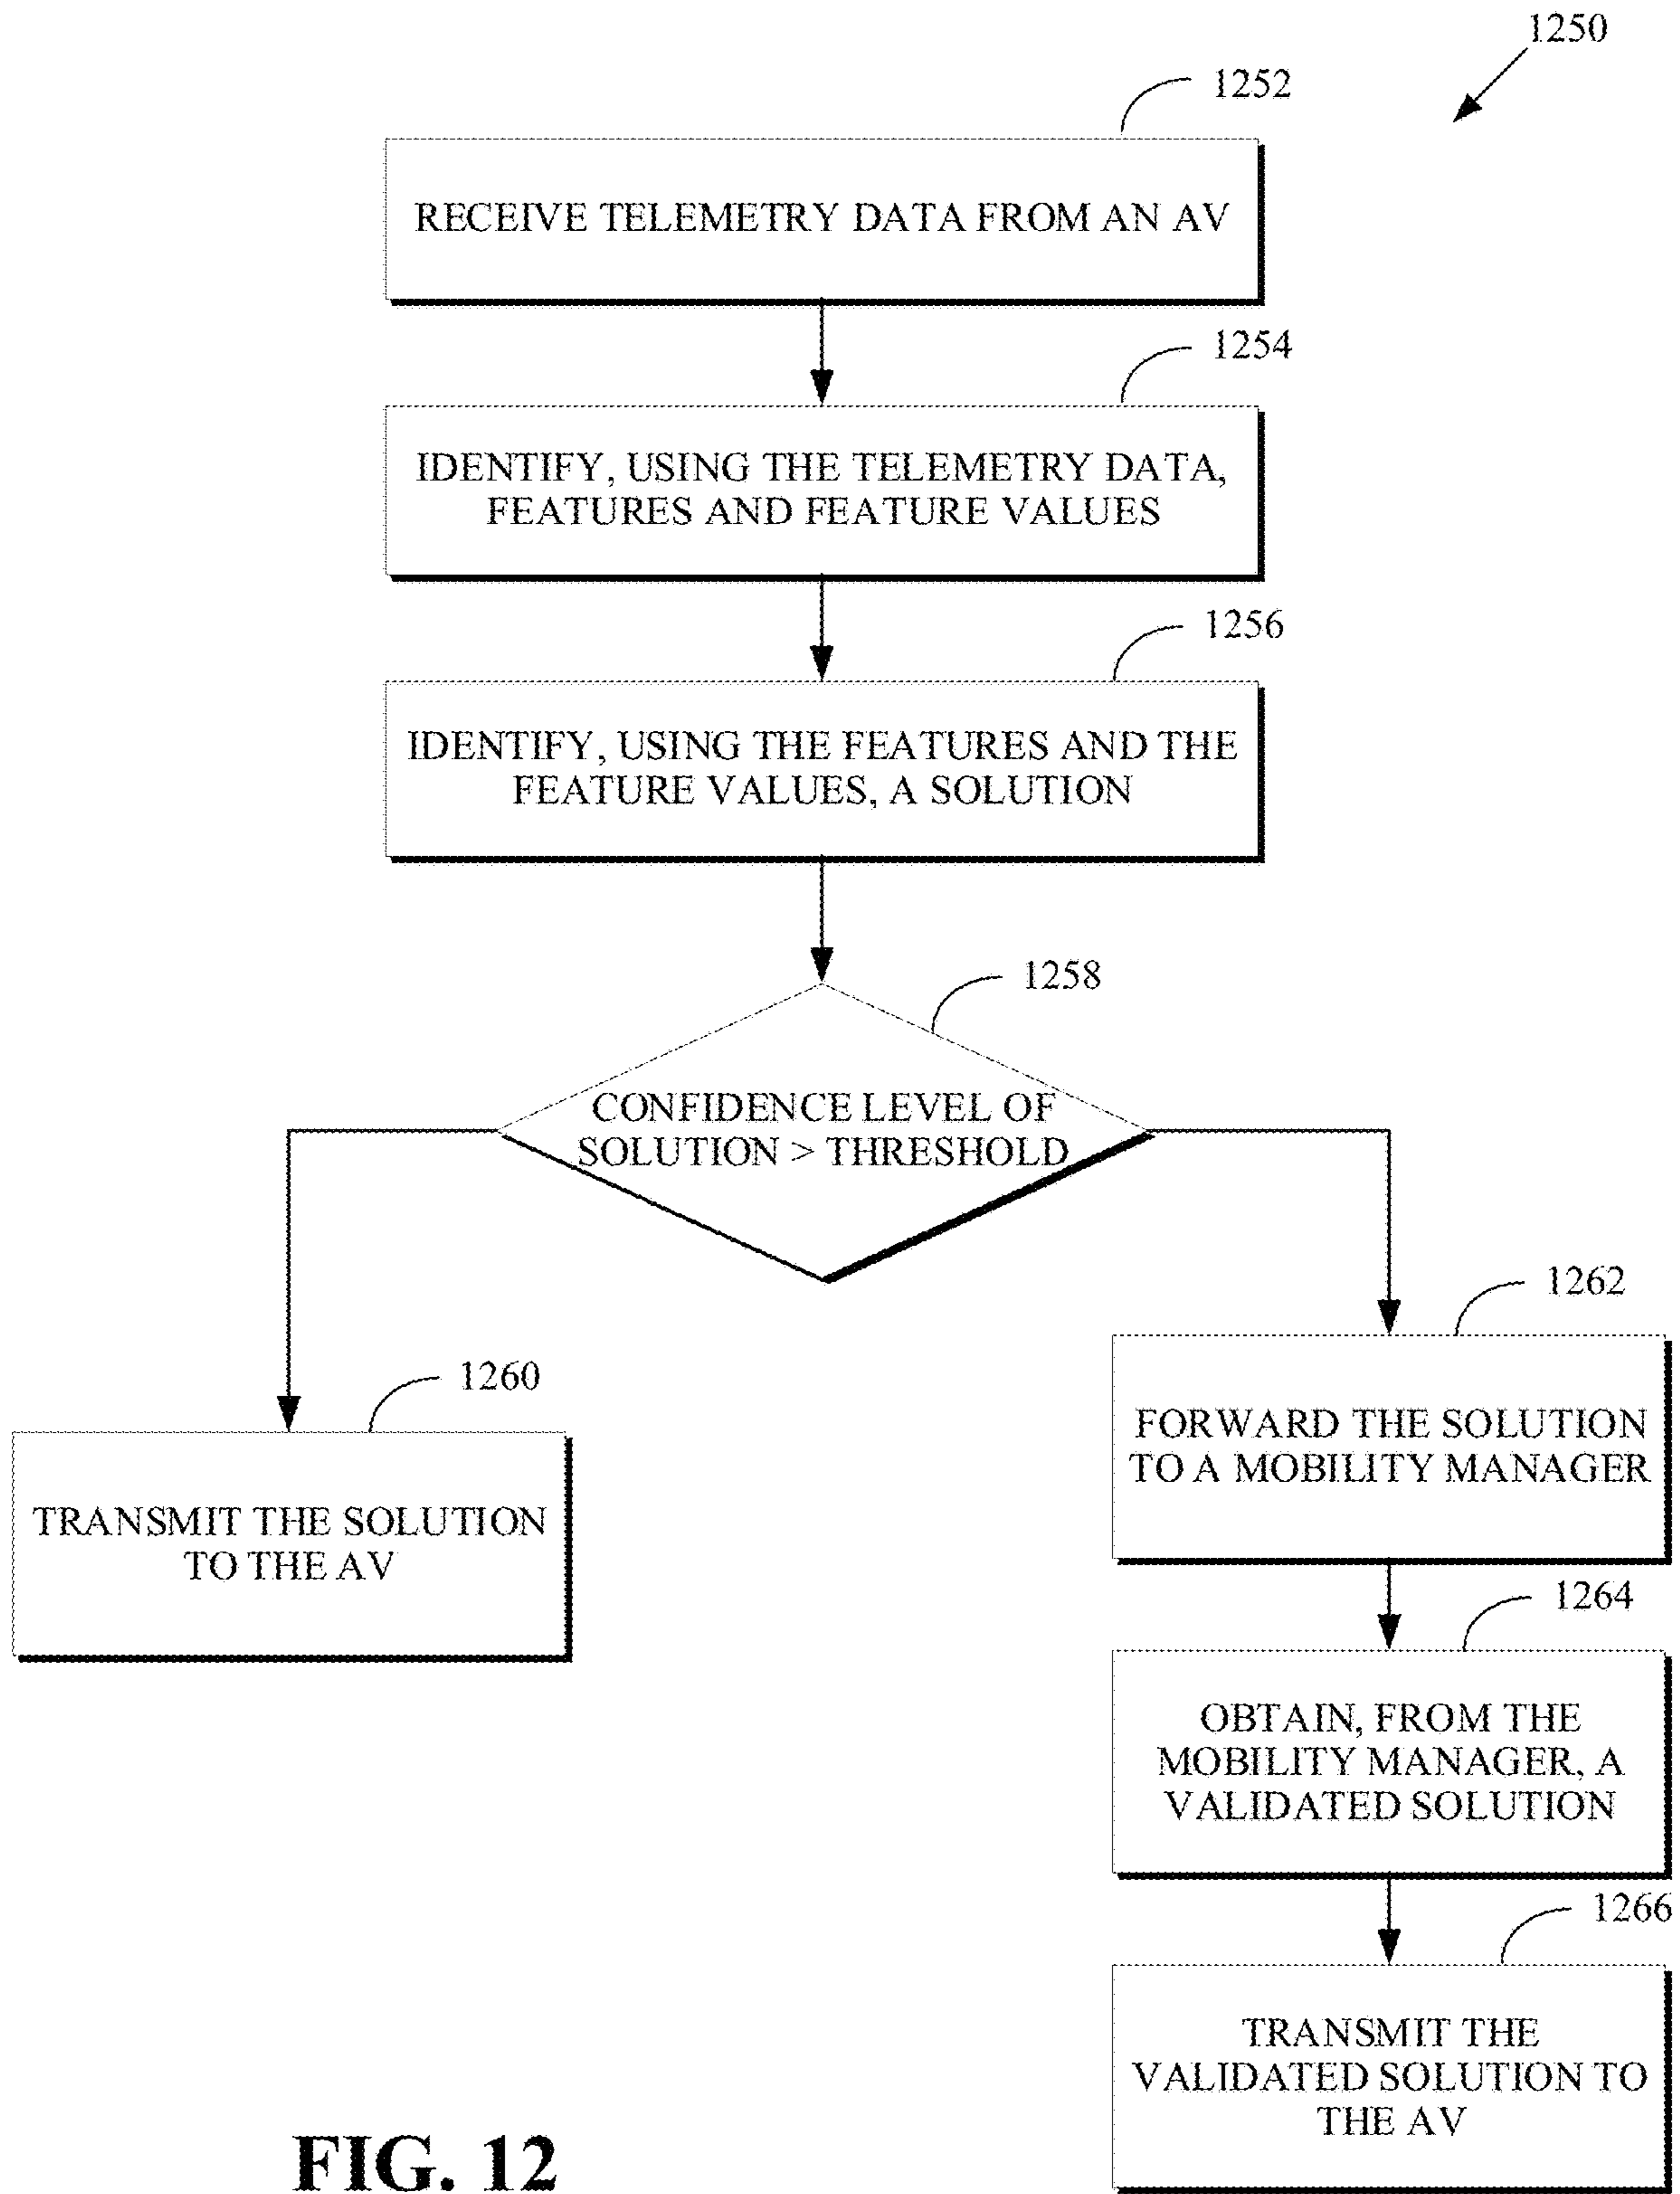 1250
1252
RECEIVE TELEMETRY DATA FROM AN AV
1254
IDENTIFY, USING THE TELEMETRY DATA,
FEATURES AND FEATURE VALUES
1256
IDENTIFY, USING THE FEATURES AND THE
FEATURE VALUES, A SOLUTION
1258
CONFIDENCE LEVEL OF
SOLUTION > THRESHOLD
1260
TRANSMIT THE SOLUTION
TO THE AV
1262
FORWARD THE SOLUTION
TO A MOBILITY MANAGER
1264
OBTAIN, FROM THE
MOBILITY MANAGER, A
VALIDATED SOLUTION
1266
TRANSMIT THE
VALIDATED SOLUTION TO
THE AV
FIG. 12